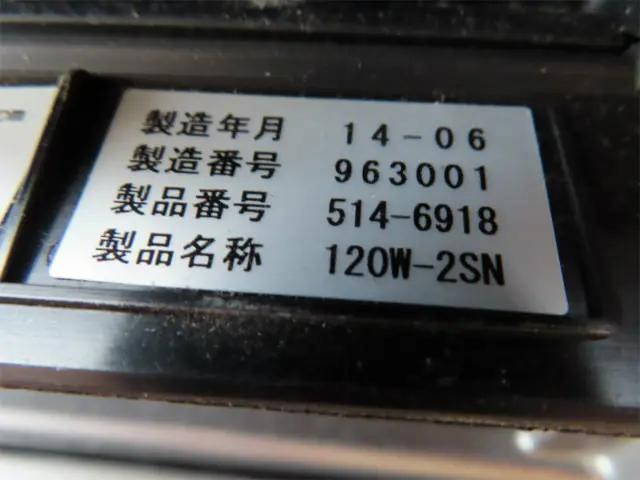 製造年月 14-06
製造番号 963001
製品番号 514-6918
製品名称 120W-2SN